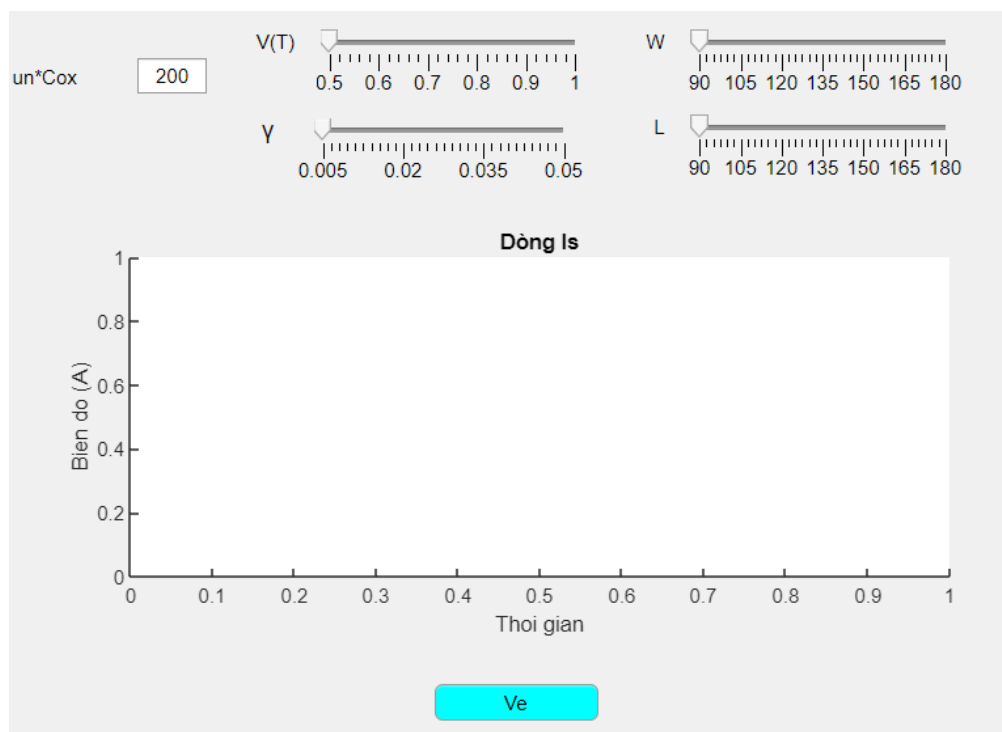 V(T)
0.5 0.6 0.7 0.8 0.9 1
W
90 105 120 135 150 165 180
un*Cox
200
γ
0.005 0.02 0.035 0.05
L
90 105 120 135 150 165 180
Dòng Is
1
0.8
0.6
0.4
0.2
0
Bien do (A)
0 0.1 0.2 0.3 0.4 0.5 0.6 0.7 0.8 0.9 1
Thoi gian
Ve